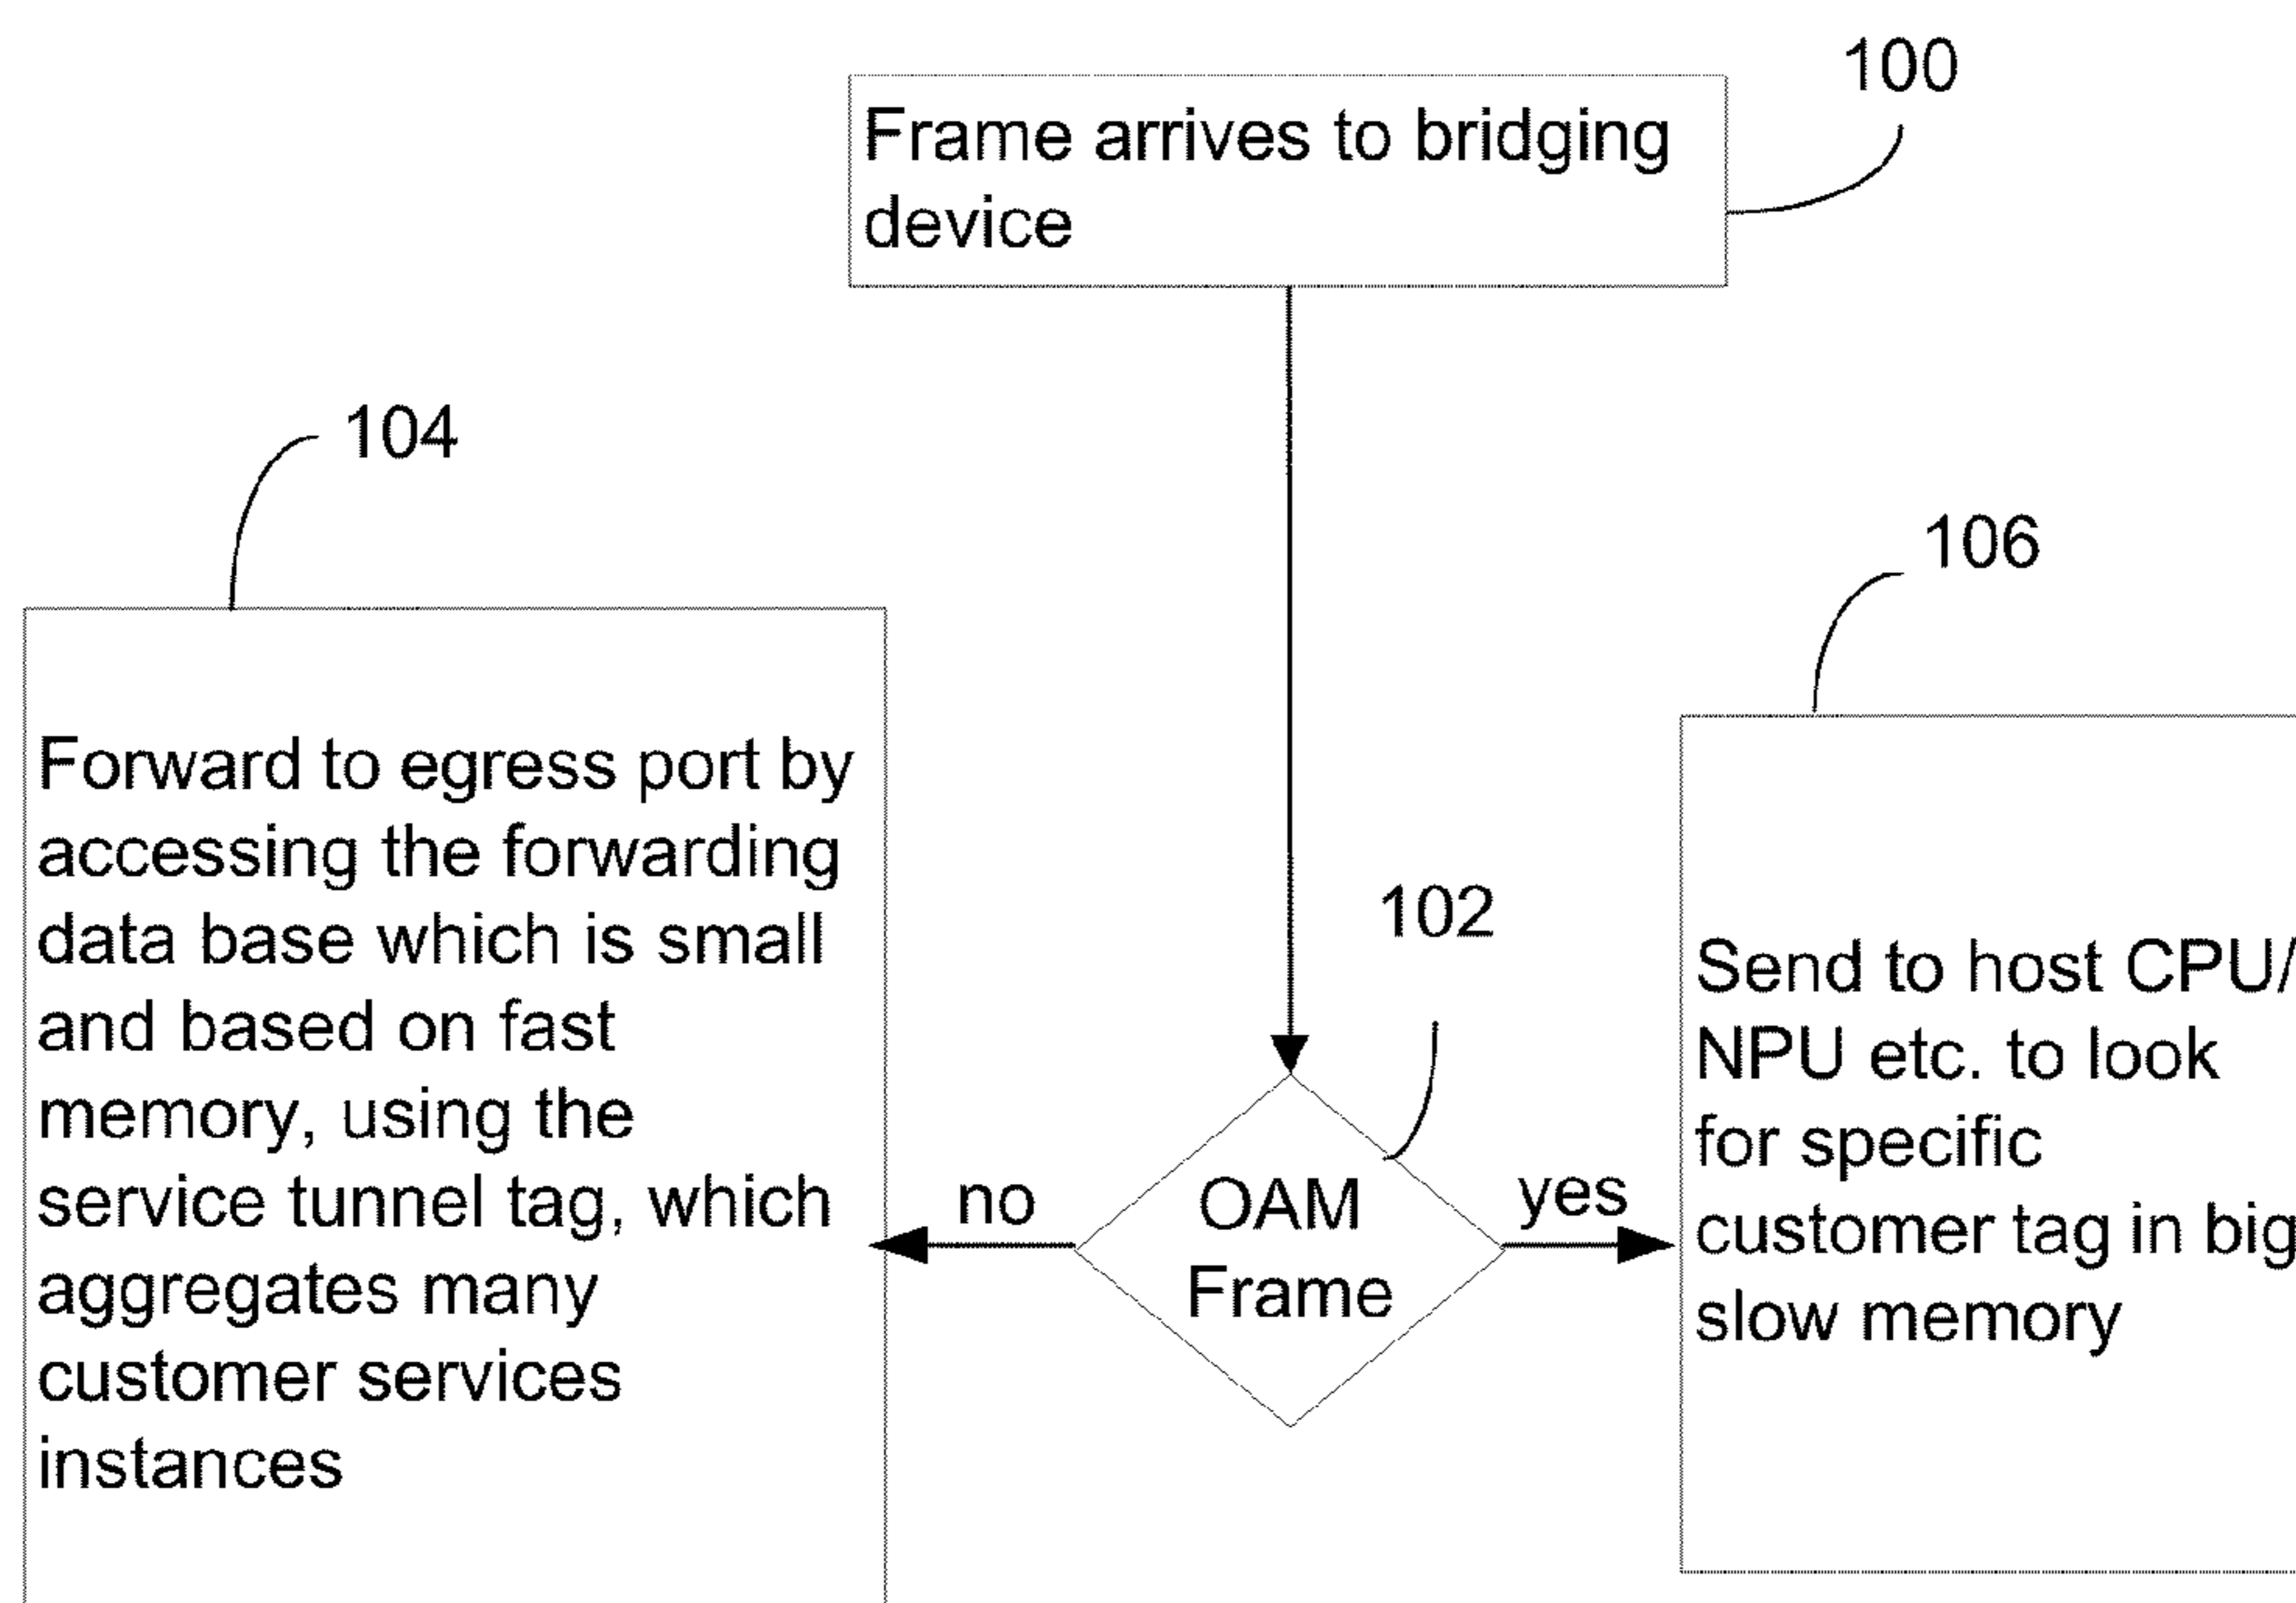 100
Frame arrives to bridging
device
104
Forward to egress port by
accessing the forwarding
data base which is small
and based on fast
memory, using the
service tunnel tag, which
aggregates many
customer services
instances
no
102
OAM
Frame
yes
106
Send to host CPU/
NPU etc. to look
for specific
customer tag in big
slow memory